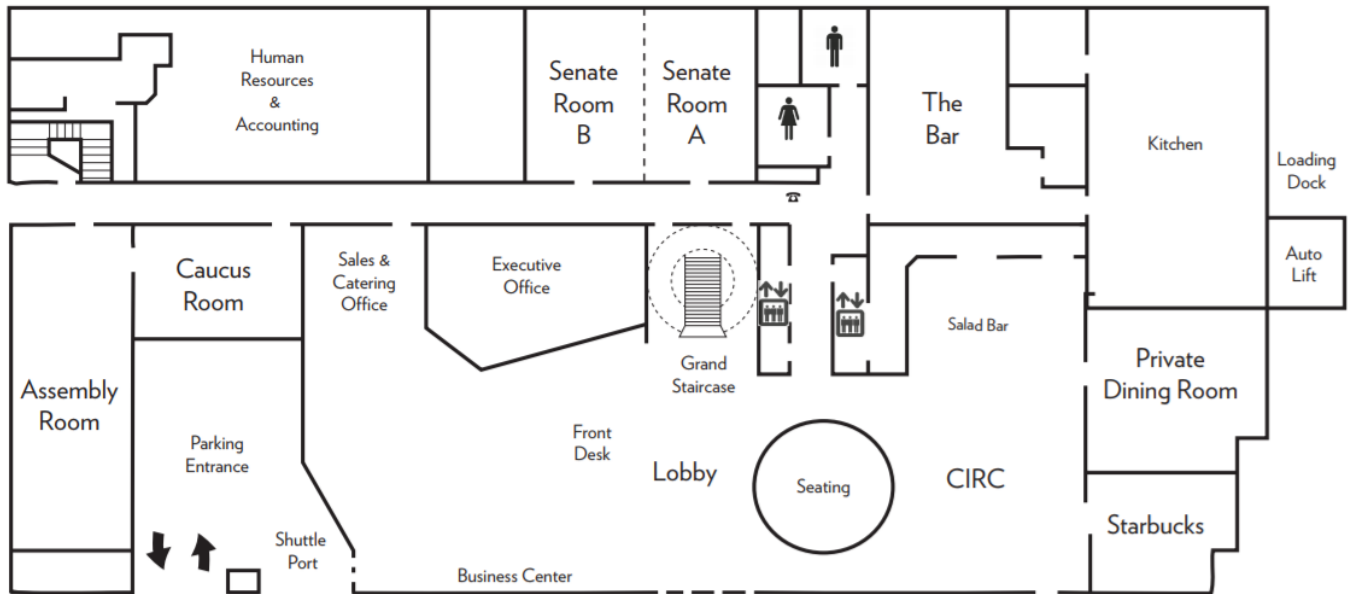 Human
Resources
&
Accounting
Senate
Room
B
Senate
Room
A
The
Bar
Kitchen
Loading
Dock
Auto
Lift
Caucus
Room
Sales &
Catering
Office
Executive
Office
Grand
Staircase
Salad Bar
Private
Dining Room
Assembly
Room
Parking
Entrance
Front
Desk
Lobby
Seating
CIRC
Starbucks
Shuttle
Port
Business Center